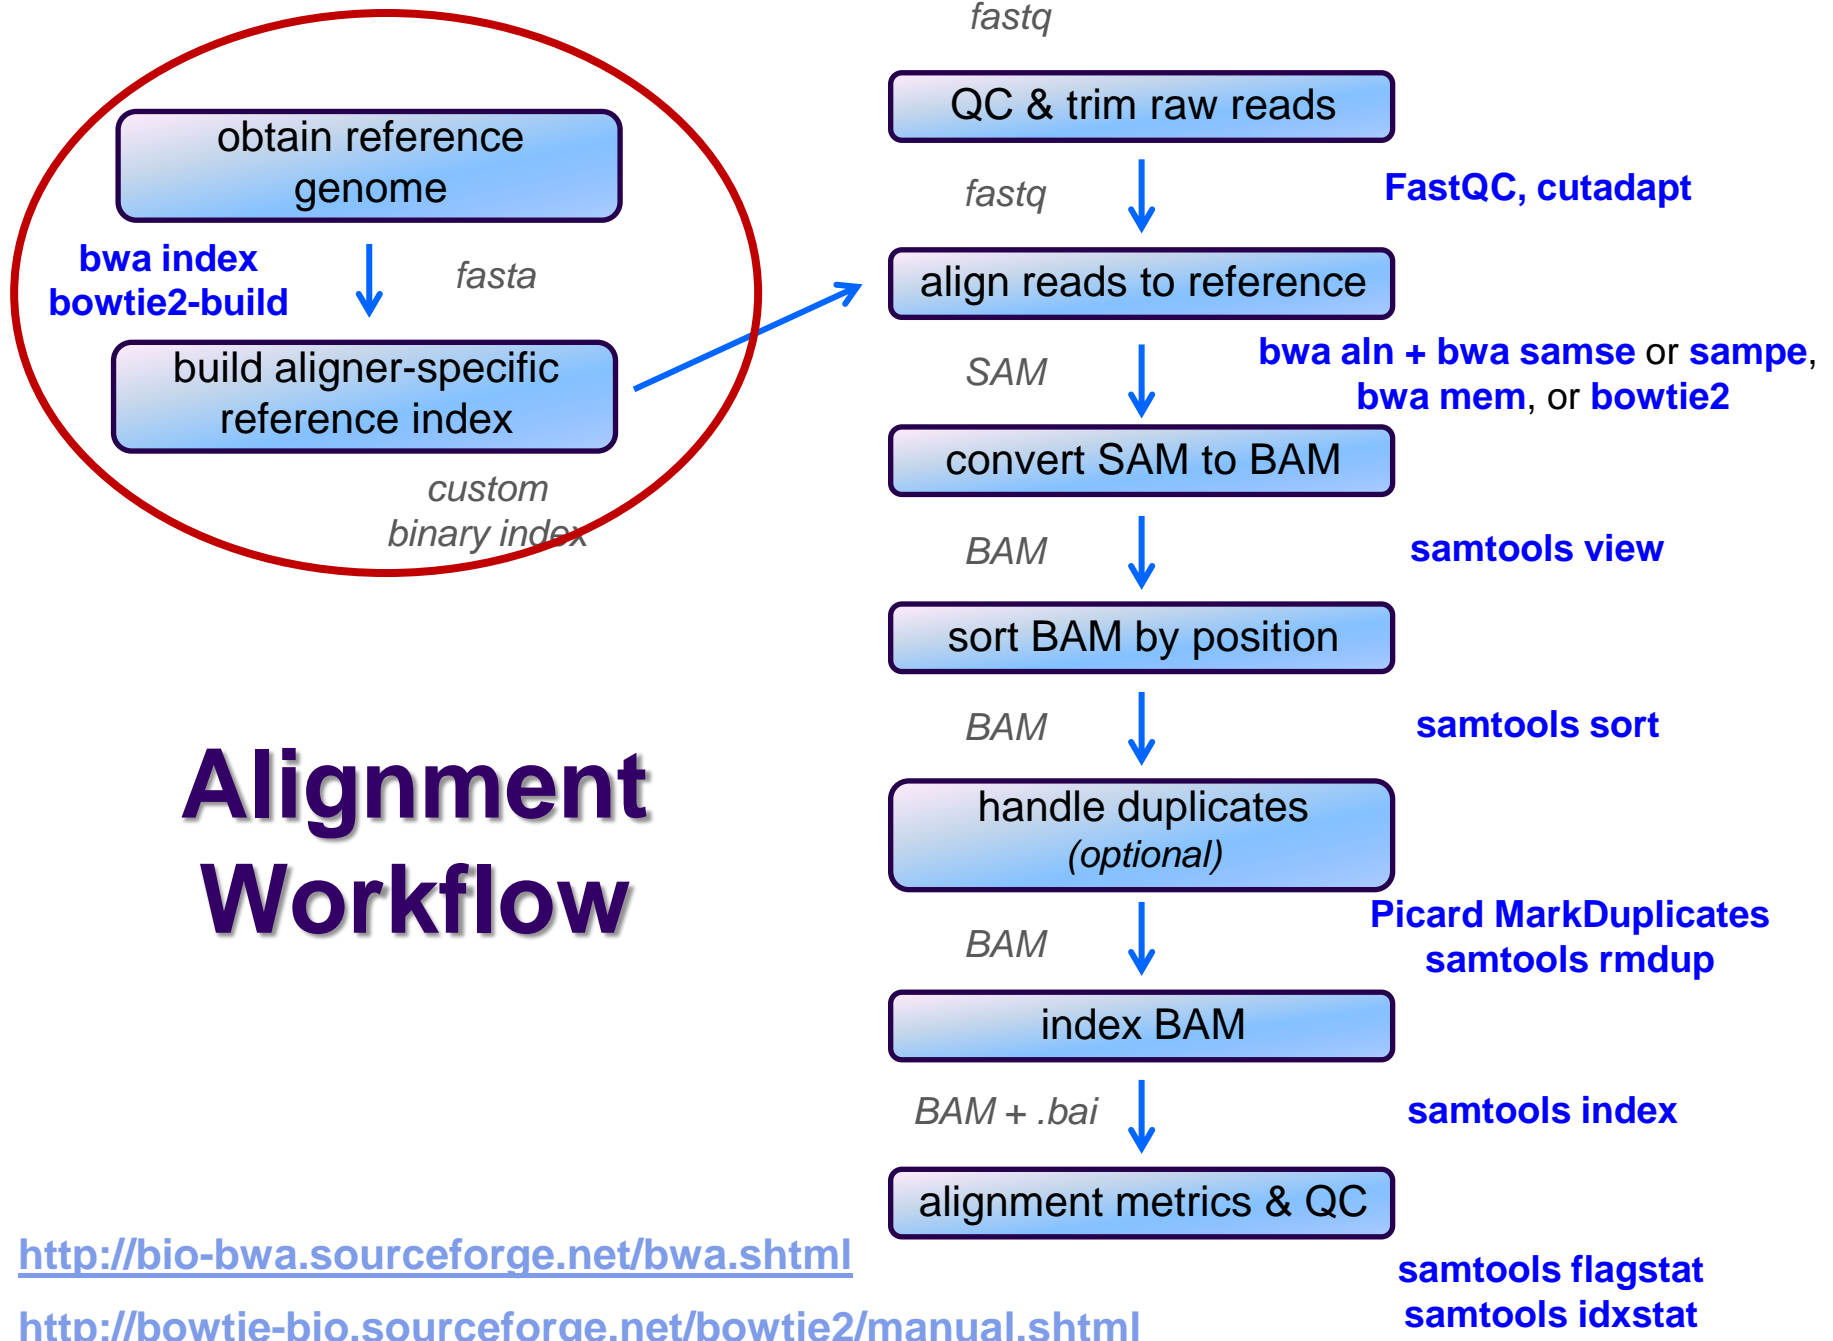 fastq
QC & trim raw reads
fastq
FastQC, cutadapt
obtain reference
genome
bwa index
bowtie2-build
fasta
build aligner-specific
reference index
custom
binary index
align reads to reference
SAM
bwa aln + bwa samse or sampe,
bwa mem, or bowtie2
convert SAM to BAM
BAM
samtools view
sort BAM by position
BAM
samtools sort
handle duplicates
(optional)
BAM
Picard MarkDuplicates
samtools rmdup
index BAM
BAM + .bai
samtools index
alignment metrics & QC
samtools flagstat
samtools idxstat
Alignment
Workflow
http://bio-bwa.sourceforge.net/bwa.shtml
http://bowtie-bio.sourceforge.net/bowtie2/manual.shtml